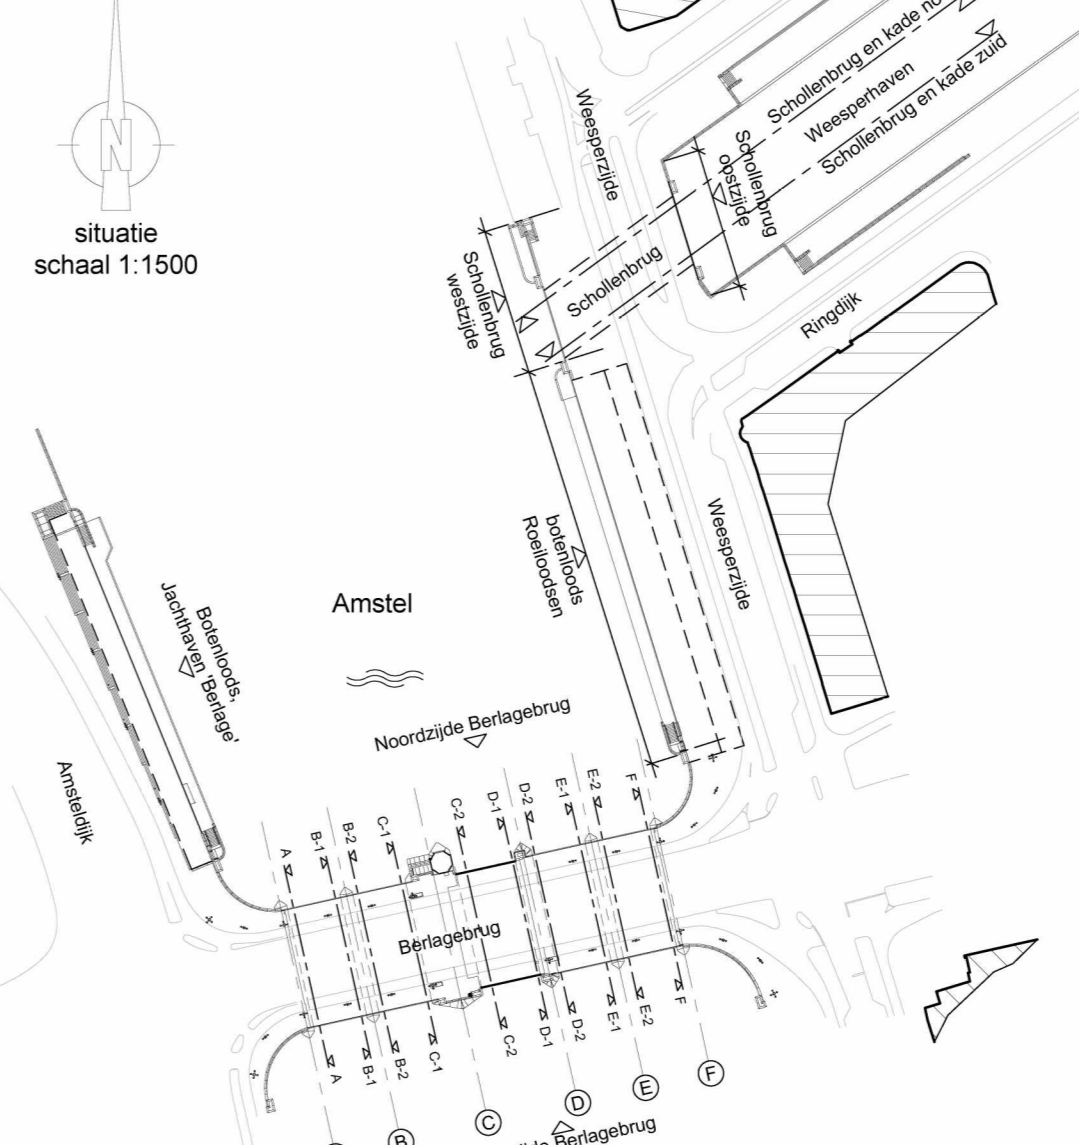 N
situatie
schaal 1:1500
Schollenbrug en kade
Weesperhaven
Schollenbrug en kade zuid
Weesperzijde
Schollenbrug
oostzijde
Schollenbrug
Schollenbrug
westzijde
Ringdijk
botenloods
Roeiloodsen
Weesperzijde
Amstel
Botenloods,
Jachthaven 'Berlage'
Amsteldijk
Noordzijde Berlagebrug
A
B-1
B-2
C-1
C-2
D-1
D-2
E-1
E-2
F
Berlagebrug
A
B-1
B-2
C-1
C-2
D-1
D-2
E-1
E-2
F
B
C
D
E
F
Berlagebrug